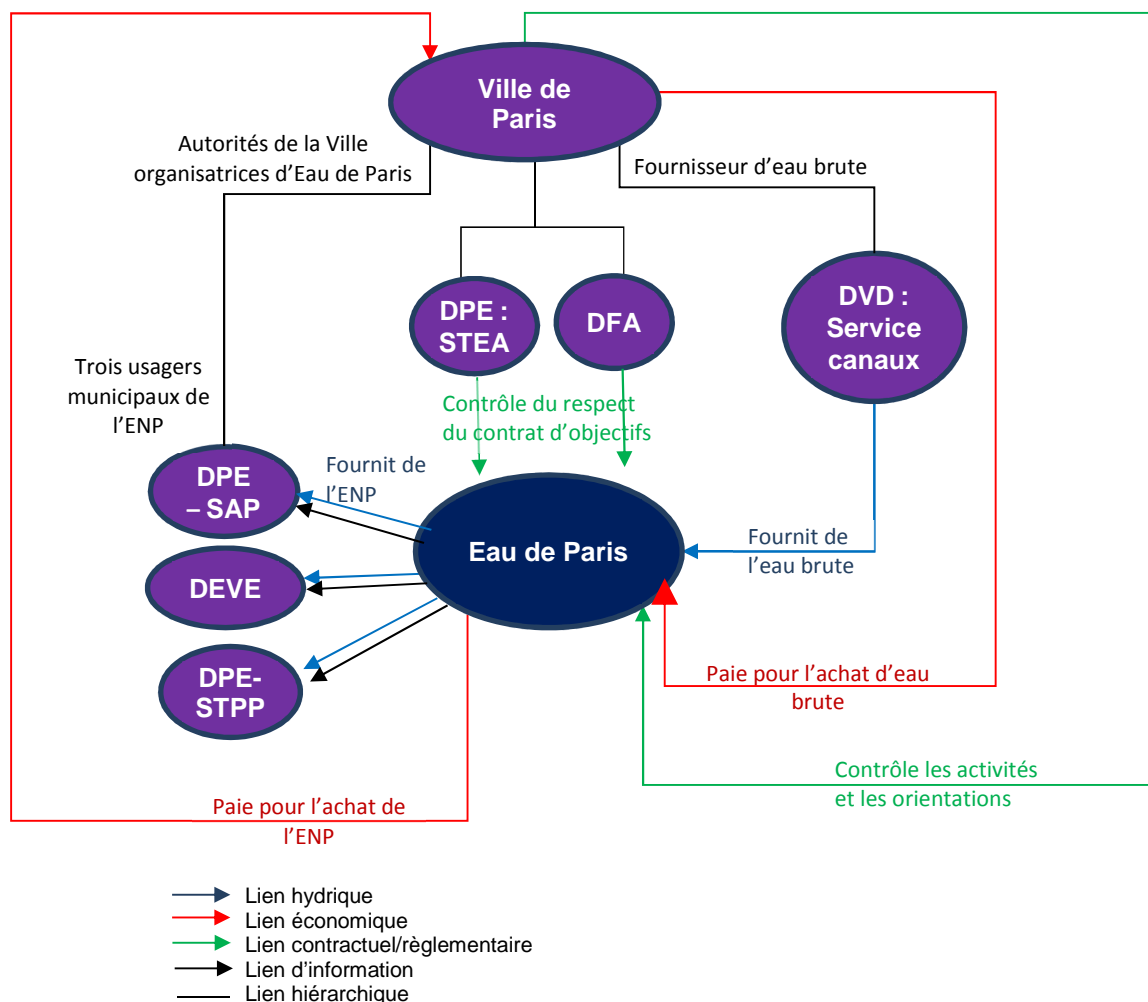 Ville de
Paris
Autorités de la Ville
organisatrices d’Eau de Paris
Fournisseur d’eau brute
DPE :
STEA
DFA
DVD :
Service
canaux
Trois usagers
municipaux de
l’ENP
Contrôle du respect
du contrat d’objectifs
DPE
– SAP
Fournit de
l’ENP
Eau de Paris
Fournit de
l’eau brute
DEVE
DPE-
STPP
Paie pour l’achat d’eau
brute
Contrôle les activités
et les orientations
Paie pour l’achat de
l’ENP
Lien hydrique
Lien économique
Lien contractuel/règlementaire
Lien d’information
Lien hiérarchique